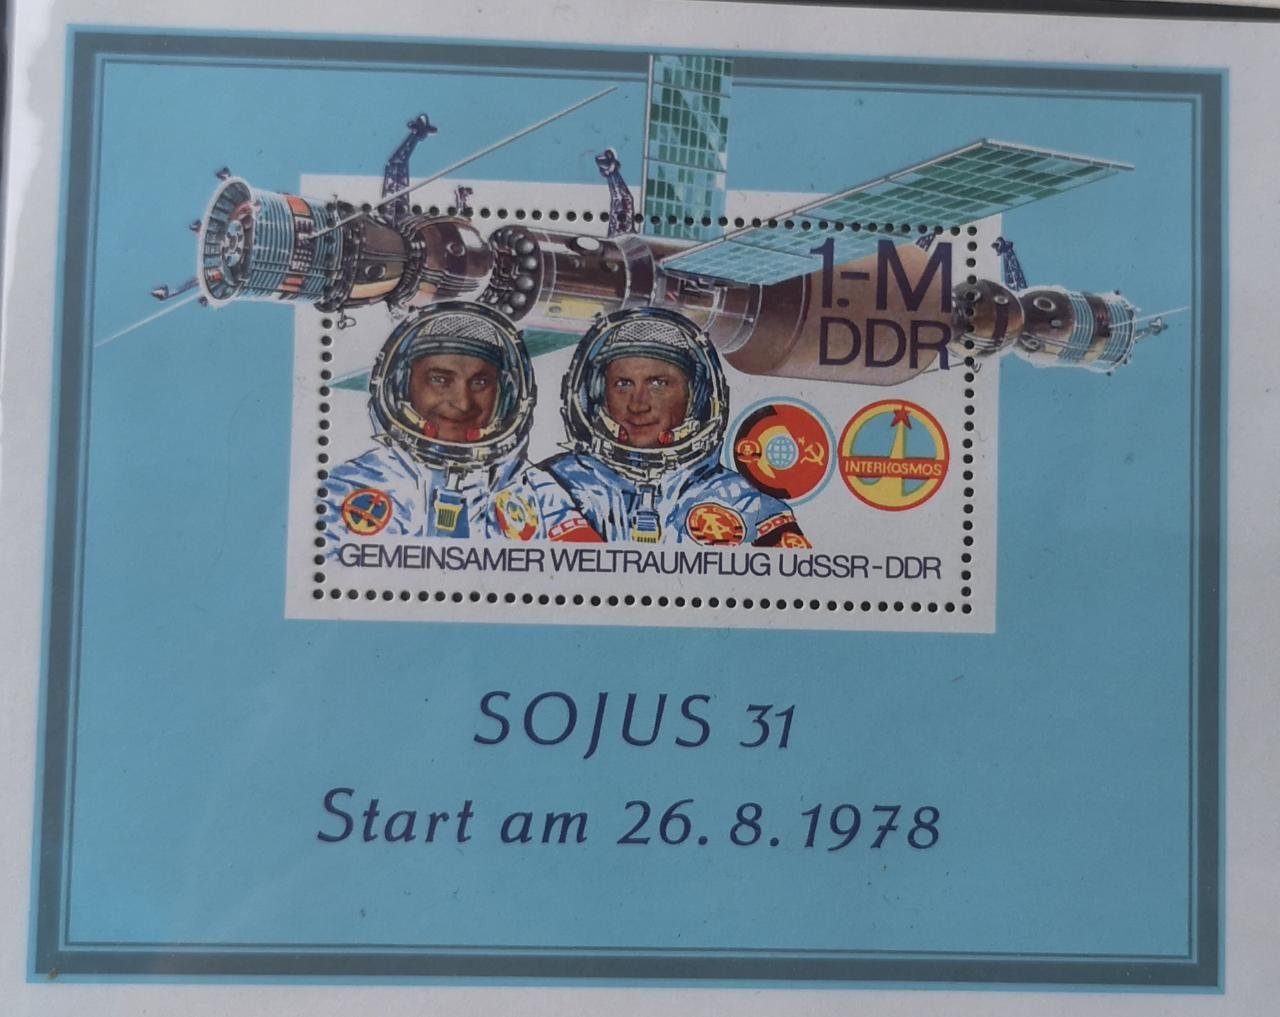 1.-M
DDR
INTERKOSMOS
GEMEINSAMER WELTRAUMFLUG UdSSR-DDR
SOJUS 31
Start am 26.8.1978